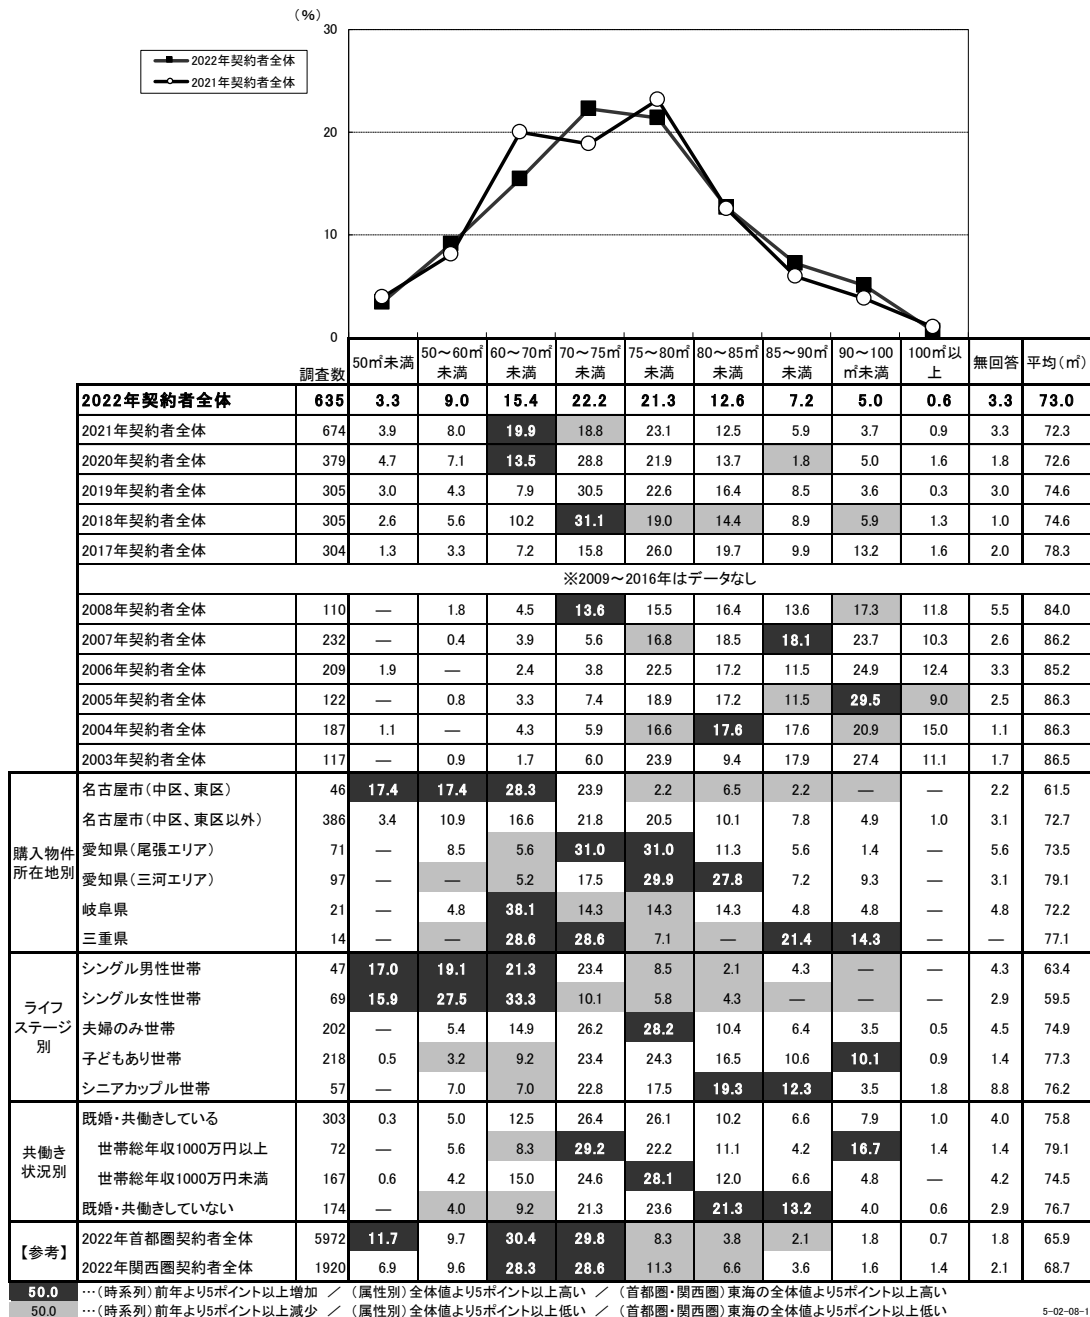 (%)
30
20
10
0
2022年契約者全体
2021年契約者全体
調査数 50㎡未満 50～60㎡未満 60～70㎡未満 70～75㎡未満 75～80㎡未満 80～85㎡未満 85～90㎡未満 90～100㎡未満 100㎡以上 無回答 平均(㎡)
2022年契約者全体 635 3.3 9.0 15.4 22.2 21.3 12.6 7.2 5.0 0.6 3.3 73.0
2021年契約者全体 674 3.9 8.0 19.9 18.8 23.1 12.5 5.9 3.7 0.9 3.3 72.3
2020年契約者全体 379 4.7 7.1 13.5 28.8 21.9 13.7 1.8 5.0 1.6 1.8 72.6
2019年契約者全体 305 3.0 4.3 7.9 30.5 22.6 16.4 8.5 3.6 0.3 3.0 74.6
2018年契約者全体 305 2.6 5.6 10.2 31.1 19.0 14.4 8.9 5.9 1.3 1.0 74.6
2017年契約者全体 304 1.3 3.3 7.2 15.8 26.0 19.7 9.9 13.2 1.6 2.0 78.3
※2009～2016年はデータなし
2008年契約者全体 110 ― 1.8 4.5 13.6 15.5 16.4 13.6 17.3 11.8 5.5 84.0
2007年契約者全体 232 ― 0.4 3.9 5.6 16.8 18.5 18.1 23.7 10.3 2.6 86.2
2006年契約者全体 209 1.9 ― 2.4 3.8 22.5 17.2 11.5 24.9 12.4 3.3 85.2
2005年契約者全体 122 ― 0.8 3.3 7.4 18.9 17.2 11.5 29.5 9.0 2.5 86.3
2004年契約者全体 187 1.1 ― 4.3 5.9 16.6 17.6 17.6 20.9 15.0 1.1 86.3
2003年契約者全体 117 ― 0.9 1.7 6.0 23.9 9.4 17.9 27.4 11.1 1.7 86.5
購入物件所在地別
名古屋市(中区、東区) 46 17.4 17.4 28.3 23.9 2.2 6.5 2.2 ― ― 2.2 61.5
名古屋市(中区、東区以外) 386 3.4 10.9 16.6 21.8 20.5 10.1 7.8 4.9 1.0 3.1 72.7
愛知県(尾張エリア) 71 ― 8.5 5.6 31.0 31.0 11.3 5.6 1.4 ― 5.6 73.5
愛知県(三河エリア) 97 ― ― 5.2 17.5 29.9 27.8 7.2 9.3 ― 3.1 79.1
岐阜県 21 ― 4.8 38.1 14.3 14.3 14.3 4.8 4.8 ― 4.8 72.2
三重県 14 ― ― 28.6 28.6 7.1 ― 21.4 14.3 ― ― 77.1
ライフステージ別
シングル男性世帯 47 17.0 19.1 21.3 23.4 8.5 2.1 4.3 ― ― 4.3 63.4
シングル女性世帯 69 15.9 27.5 33.3 10.1 5.8 4.3 ― ― ― 2.9 59.5
夫婦のみ世帯 202 ― 5.4 14.9 26.2 28.2 10.4 6.4 3.5 0.5 4.5 74.9
子どもあり世帯 218 0.5 3.2 9.2 23.4 24.3 16.5 10.6 10.1 0.9 1.4 77.3
シニアカップル世帯 57 ― 7.0 7.0 22.8 17.5 19.3 12.3 3.5 1.8 8.8 76.2
共働き状況別
既婚・共働きしている 303 0.3 5.0 12.5 26.4 26.1 10.2 6.6 7.9 1.0 4.0 75.8
世帯総年収1000万円以上 72 ― 5.6 8.3 29.2 22.2 11.1 4.2 16.7 1.4 1.4 79.1
世帯総年収1000万円未満 167 0.6 4.2 15.0 24.6 28.1 12.0 6.6 4.8 ― 4.2 74.5
既婚・共働きしていない 174 ― 4.0 9.2 21.3 23.6 21.3 13.2 4.0 0.6 2.9 76.7
【参考】
2022年首都圏契約者全体 5972 11.7 9.7 30.4 29.8 8.3 3.8 2.1 1.8 0.7 1.8 65.9
2022年関西圏契約者全体 1920 6.9 9.6 28.3 28.6 11.3 6.6 3.6 1.6 1.4 2.1 68.7
50.0 …(時系列)前年より5ポイント以上増加 ／ (属性別)全体値より5ポイント以上高い ／ (首都圏・関西圏)東海の全体値より5ポイント以上高い
50.0 …(時系列)前年より5ポイント以上減少 ／ (属性別)全体値より5ポイント以上低い ／ (首都圏・関西圏)東海の全体値より5ポイント以上低い
5-02-08-1